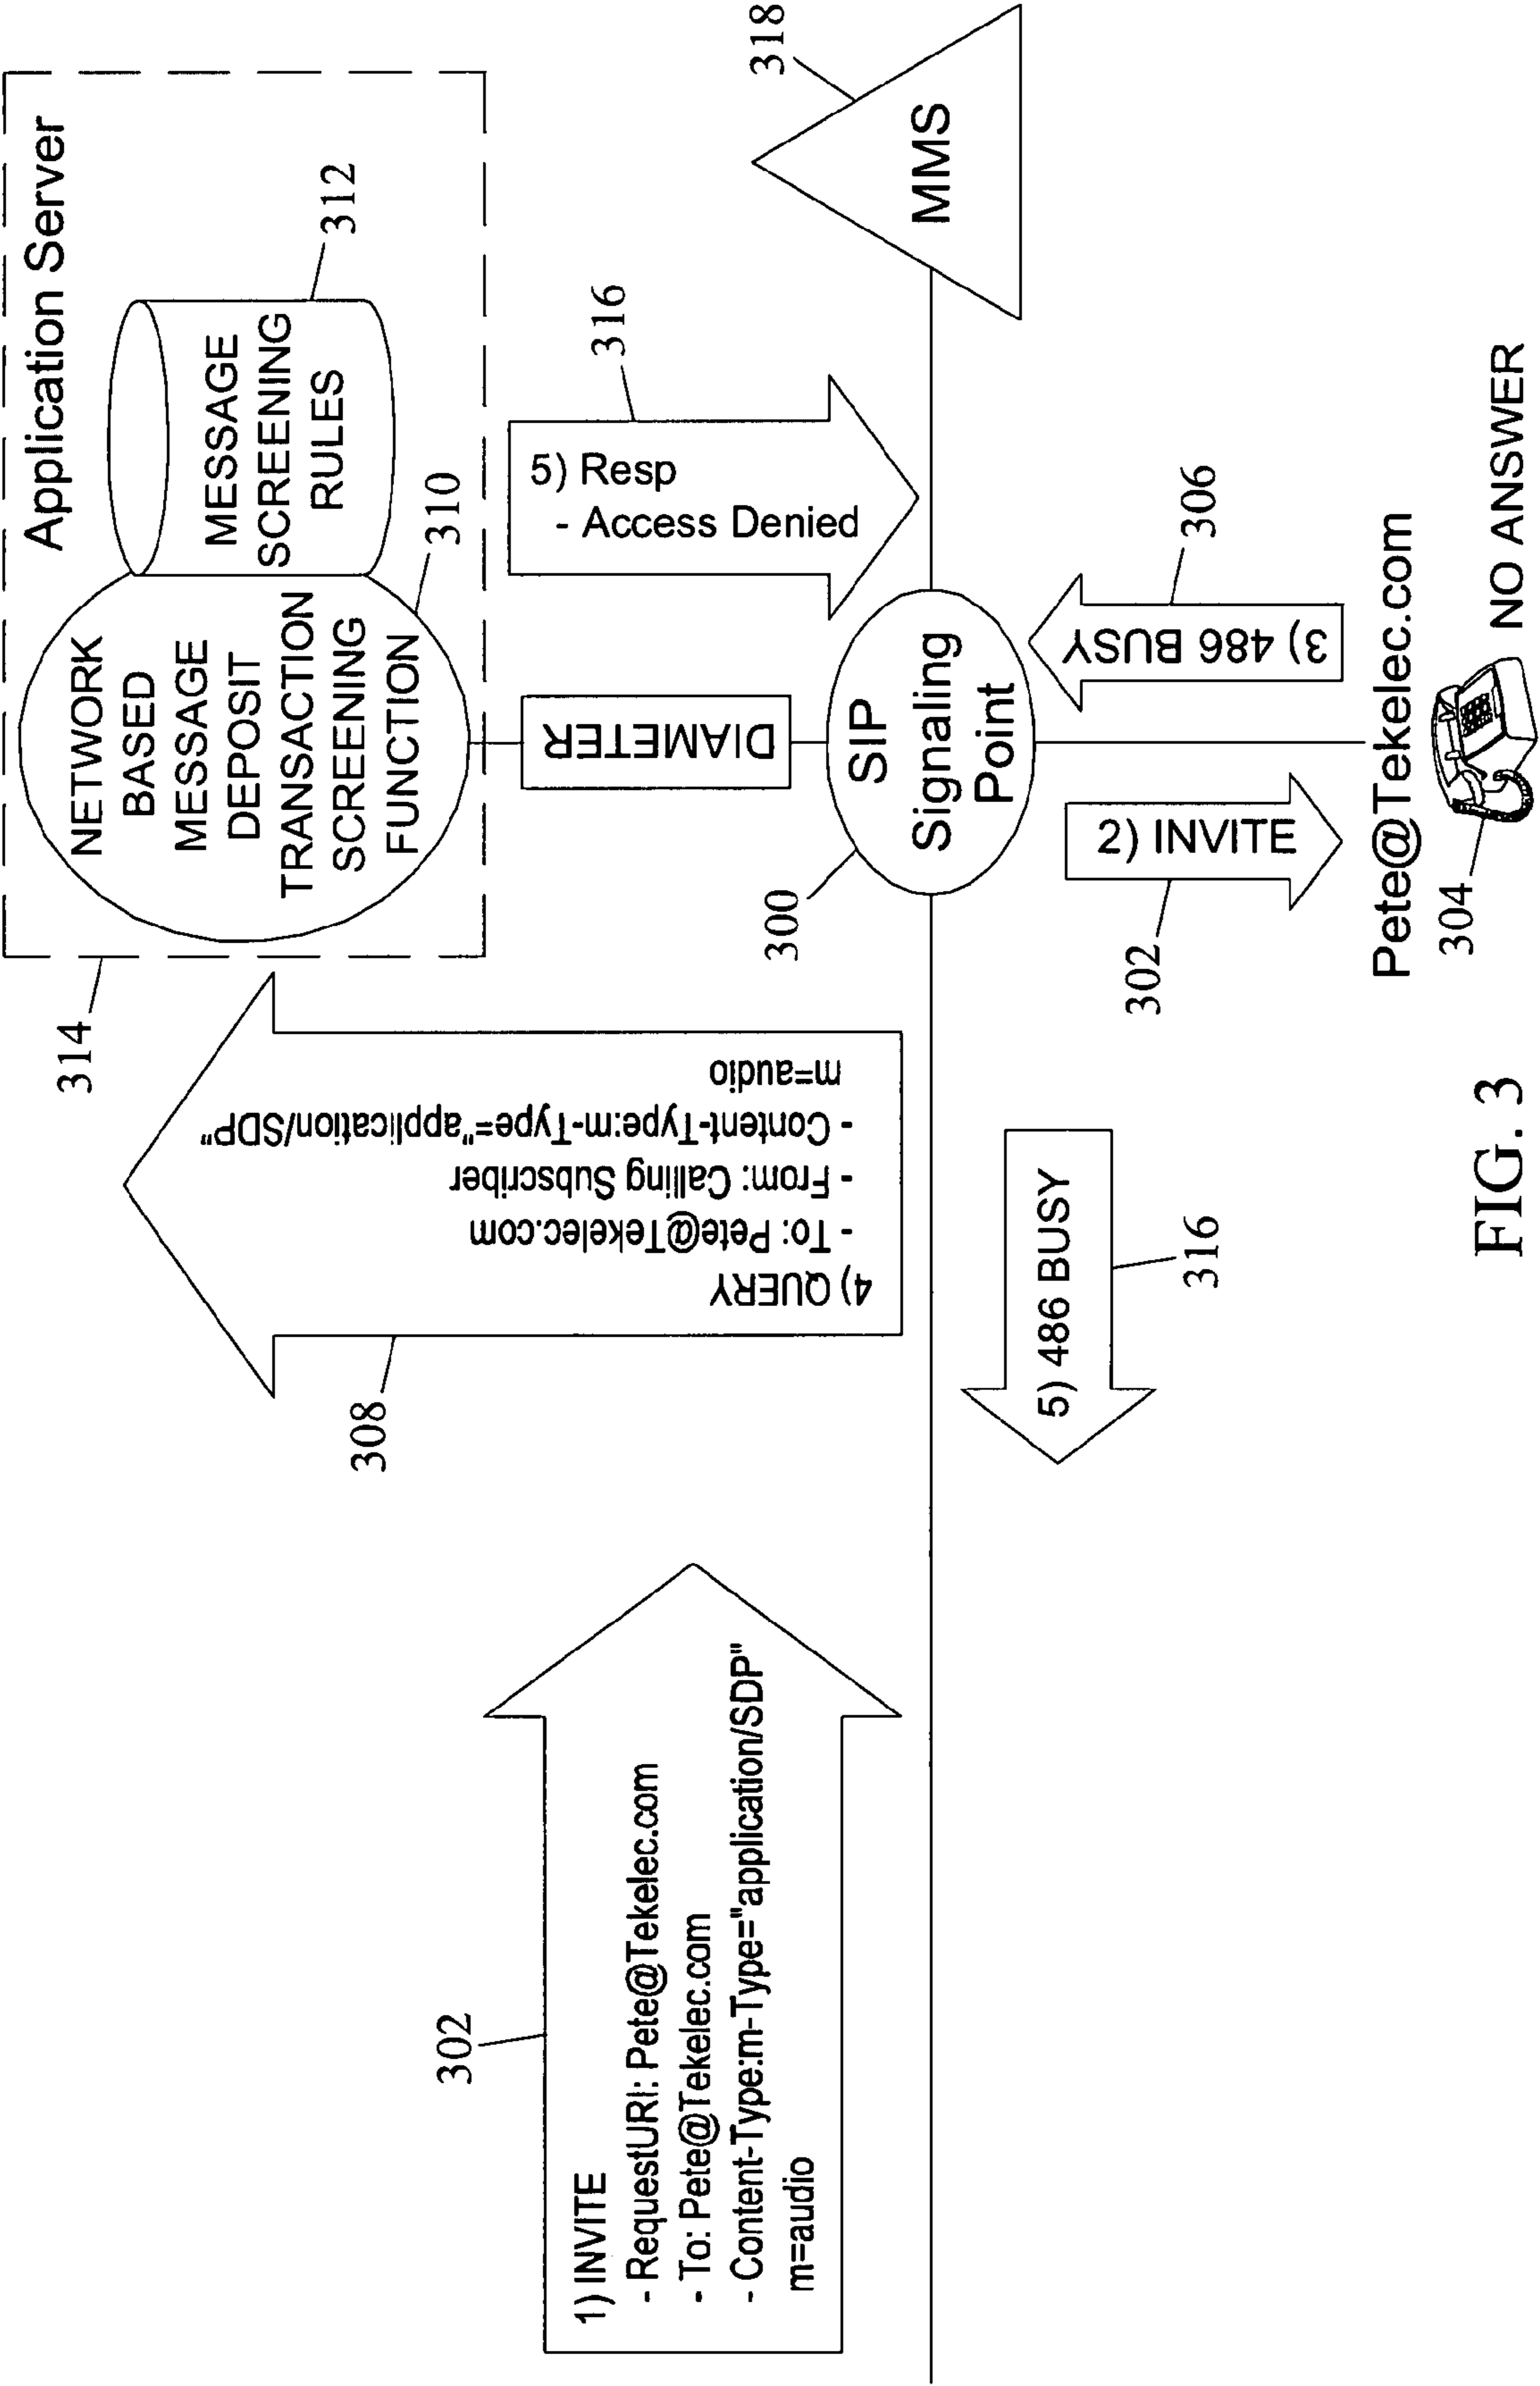 Application Server
314
NETWORK
BASED
MESSAGE
DEPOSIT
TRANSACTION
SCREENING
FUNCTION
310
MESSAGE
SCREENING
RULES
312
308
4) QUERY
- To: Pete@Tekelec.com
- From: Calling Subscriber
- Content-Type:m-Type="application/SDP"
m=audio
DIAMETER
5) Resp
- Access Denied
316
302
1) INVITE
- RequestURI: Pete@Tekelec.com
- To: Pete@Tekelec.com
- Content-Type:m-Type="application/SDP"
m=audio
300
SIP
Signaling
Point
MMS
318
5) 486 BUSY
316
302
2) INVITE
3) 486 BUSY
306
Pete@Tekelec.com
304
NO ANSWER
FIG. 3